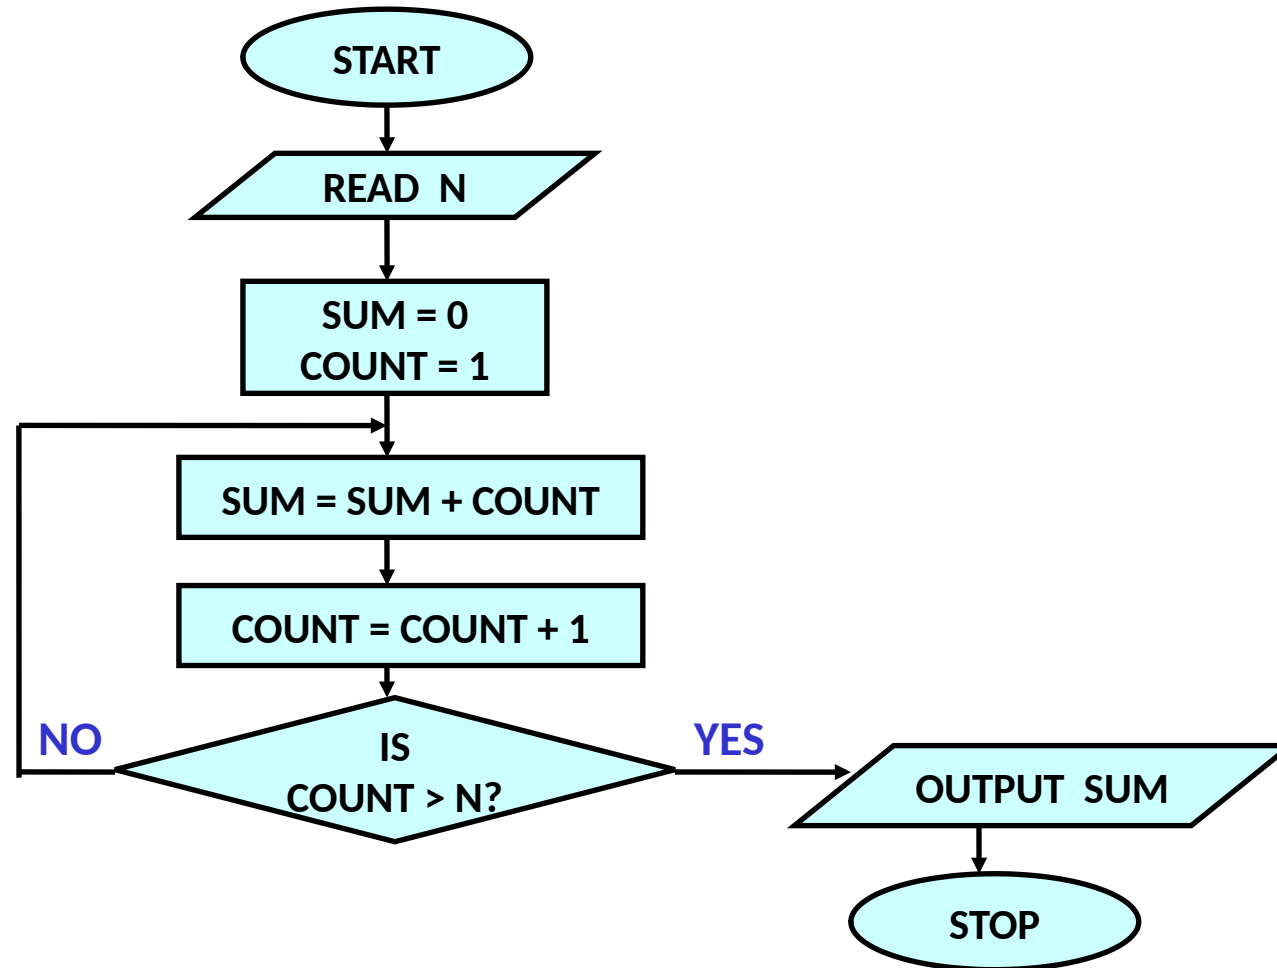 START
READ N
SUM = 0
COUNT = 1
SUM = SUM + COUNT
COUNT = COUNT + 1
IS
COUNT > N?
NO
YES
OUTPUT SUM
STOP